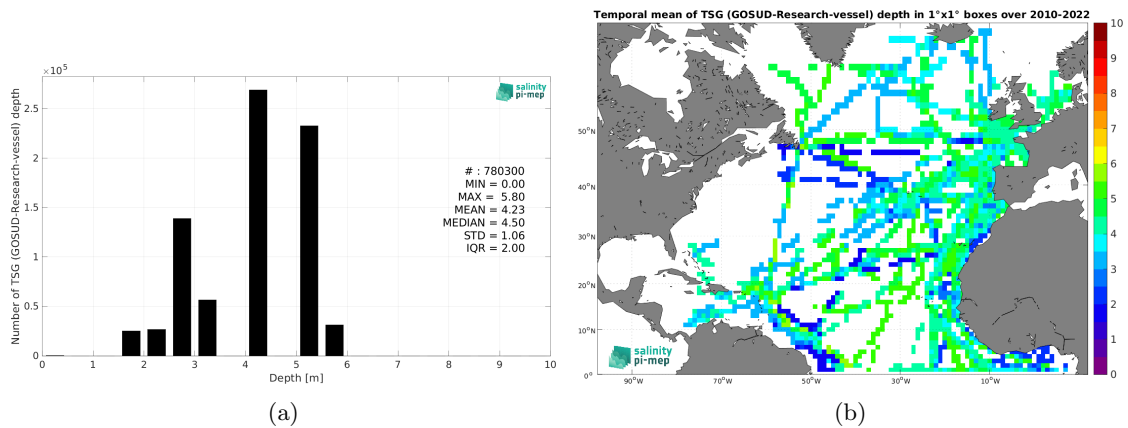 ×10⁵
Number of TSG (GOSUD-Research-vessel) depth
2.5
2
1.5
1
0.5
0
salinity
pi-mep
# : 780300
MIN = 0.00
MAX = 5.80
MEAN = 4.23
MEDIAN = 4.50
STD = 1.06
IQR = 2.00
0 1 2 3 4 5 6 7 8 9 10
Depth [m]
(a)
Temporal mean of TSG (GOSUD-Research-vessel) depth in 1°x1° boxes over 2010-2022
50°N
40°N
30°N
20°N
10°N
0°
90°W 70°W 50°W 30°W 10°W
salinity
pi-mep
10
9
8
7
6
5
4
3
2
1
0
(b)